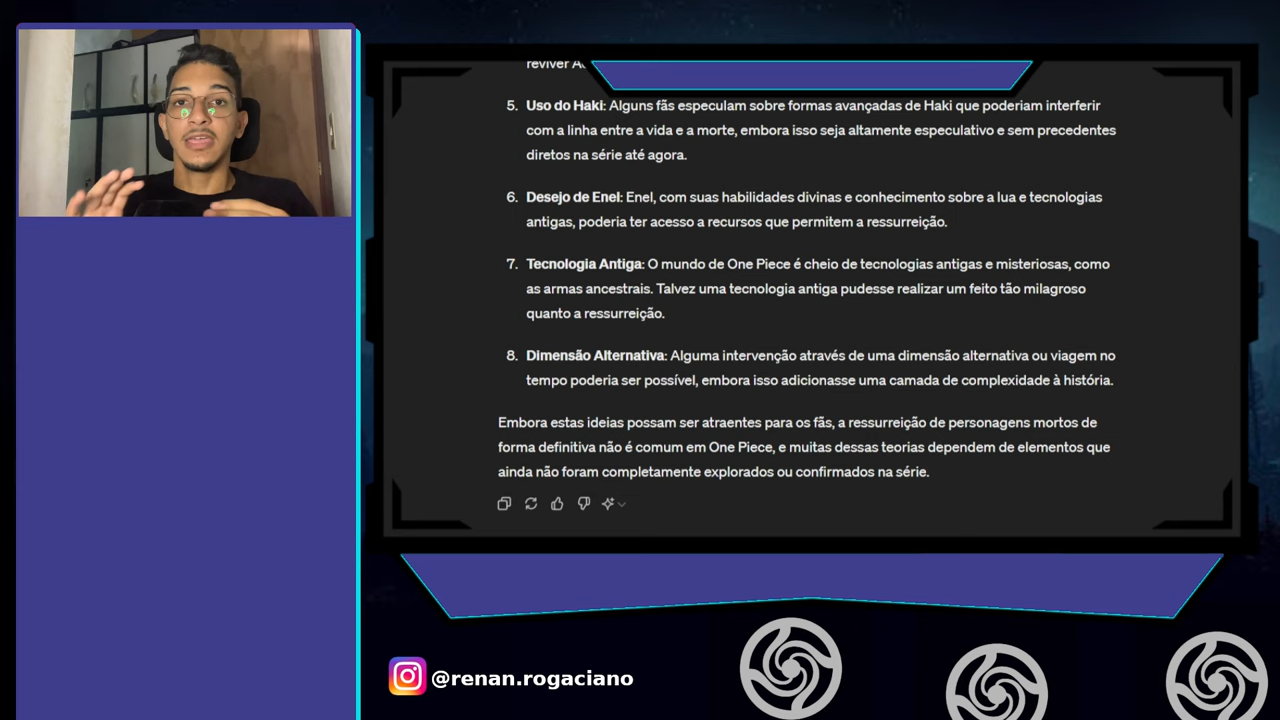 reviver
5. Uso do Haki: Alguns fãs especulam sobre formas avançadas de Haki que poderiam interferir
com a linha entre a vida e a morte, embora isso seja altamente especulativo e sem precedentes
diretos na série até agora.
6. Desejo de Enel: Enel, com suas habilidades divinas e conhecimento sobre a lua e tecnologias
antigas, poderia ter acesso a recursos que permitem a ressurreição.
7. Tecnologia Antiga: O mundo de One Piece é cheio de tecnologias antigas e misteriosas, como
as armas ancestrais. Talvez uma tecnologia antiga pudesse realizar um feito tão milagroso
quanto a ressurreição.
8. Dimensão Alternativa: Alguma intervenção através de uma dimensão alternativa ou viagem no
tempo poderia ser possível, embora isso adicionasse uma camada de complexidade à história.
Embora estas ideias possam ser atraentes para os fãs, a ressurreição de personagens mortos de
forma definitiva não é comum em One Piece, e muitas dessas teorias dependem de elementos que
ainda não foram completamente explorados ou confirmados na série.
@renan.rogaciano